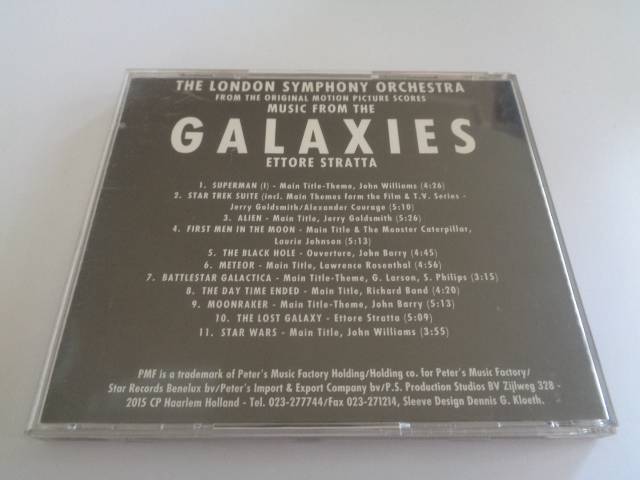 THE LONDON SYMPHONY ORCHESTRA
FROM THE ORIGINAL MOTION PICTURE SCORES
MUSIC FROM THE
GALAXIES
ETTORE STRATTA
1. SUPERMAN (I) - Main Title-Theme, John Williams (4:26)
2. STAR TREK SUITE (incl. Main Themes form the Film & T.V. Series -
Jerry Goldsmith/Alexander Courage (5:10)
3. ALIEN - Main Title, Jerry Goldsmith (5:26)
4. FIRST MEN IN THE MOON - Main Title & The Monster Caterpillar,
Laurie Johnson (5:13)
5. THE BLACK HOLE - Ouverture, John Barry (4:45)
6. METEOR - Main Title, Lawrence Rosenthal (4:56)
7. BATTLESTAR GALACTICA - Main Title-Theme, G. Larson, S. Philips (3:15)
8. THE DAY TIME ENDED - Main Title, Richard Band (4:20)
9. MOONRAKER - Main Title-Theme, John Barry (5:13)
10. THE LOST GALAXY - Ettore Stratta (5:09)
11. STAR WARS - Main Title, John Williams (3:55)
PMF is a trademark of Peter's Music Factory Holding/Holding co. for Peter's Music Factory/
Star Records Benelux bv/Peter's Import & Export Company bv/P.S. Production Studios BV Zijlweg 328 -
2015 CP Haarlem Holland - Tel. 023-277744/Fax 023-271214, Sleeve Design Dennis G. Kloeth.